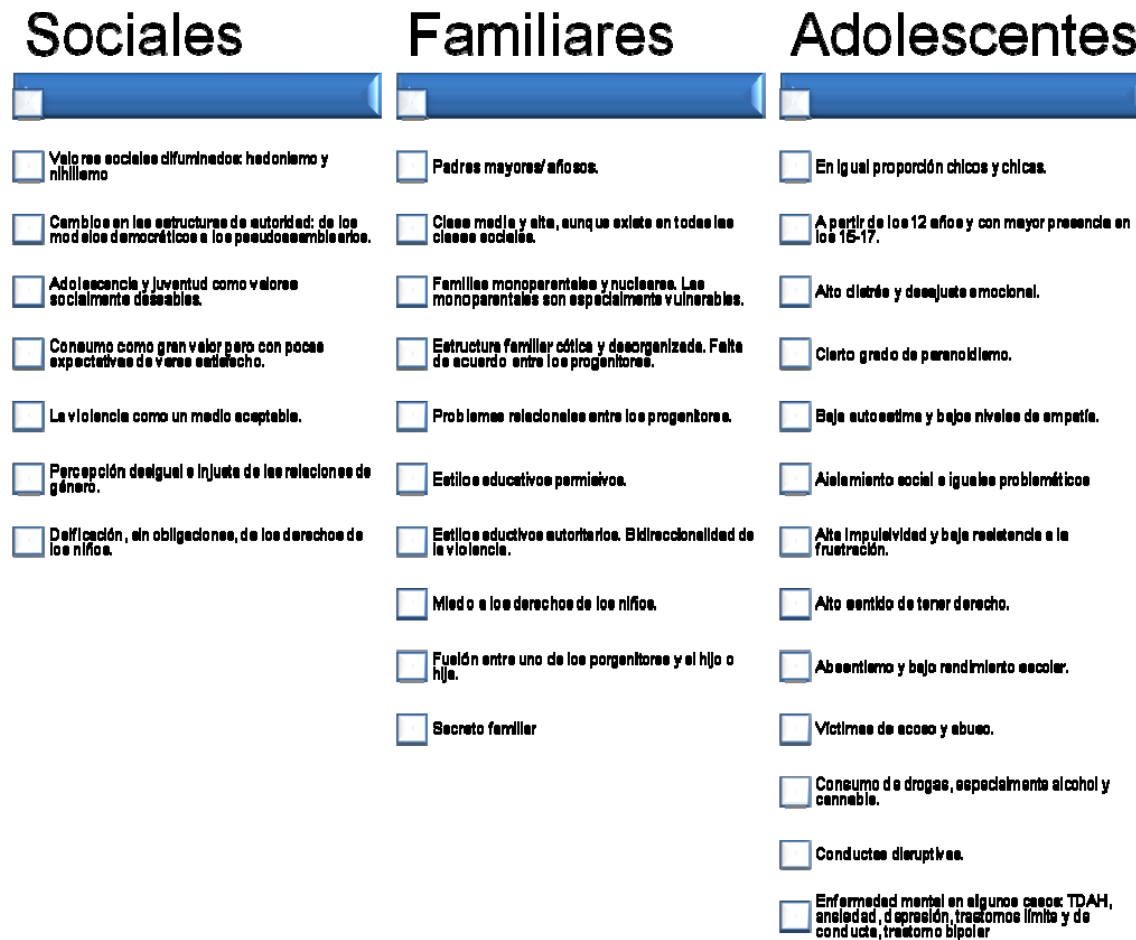 Sociales
Valores sociales difuminados: hedonismo y
nihilismo
Cambios en las estructuras de autoridad: de los
modelos democráticos a los pseudoasamblearios.
Adolescencia y juventud como valores
socialmente deseables.
Consumo como gran valor pero con pocas
expectativas de verse satisfecho.
La violencia como un medio aceptable.
Percepción desigual e injusta de las relaciones de
género.
Deificación, sin obligaciones, de los derechos de
los niños.
Familiares
Padres mayores/añosos.
Clase media y alta, aunque existe en todas las
clases sociales.
Familias monoparentales y nucleares. Las
monoparentales son especialmente vulnerables.
Estructura familiar cótica y desorganizada. Falta
de acuerdo entre los progenitores.
Problemas relacionales entre los progenitores.
Estilos educativos permisivos.
Estilos eductivos autoritarios. Bidireccionalidad de
la violencia.
Miedo a los derechos de los niños.
Fusión entre uno de los porgenitores y el hijo o
hija.
Secreto familiar
Adolescentes
En igual proporción chicos y chicas.
A partir de los 12 años y con mayor presencia en
los 15-17.
Alto distrés y desajuste emocional.
Cierto grado de paranoidismo.
Baja autoestima y bajos niveles de empatía.
Aislamiento social e iguales problemáticos
Alta impulsividad y baja resistencia a la
frustración.
Alto sentido de tener derecho.
Absentismo y bajo rendimiento escolar.
Víctimas de acoso y abuso.
Consumo de drogas, especialmente alcohol y
cannabis.
Conductas disruptivas.
Enfermedad mental en algunos casos: TDAH,
ansiedad, depresión, trastornos límite y de
conducta, trastorno bipolar